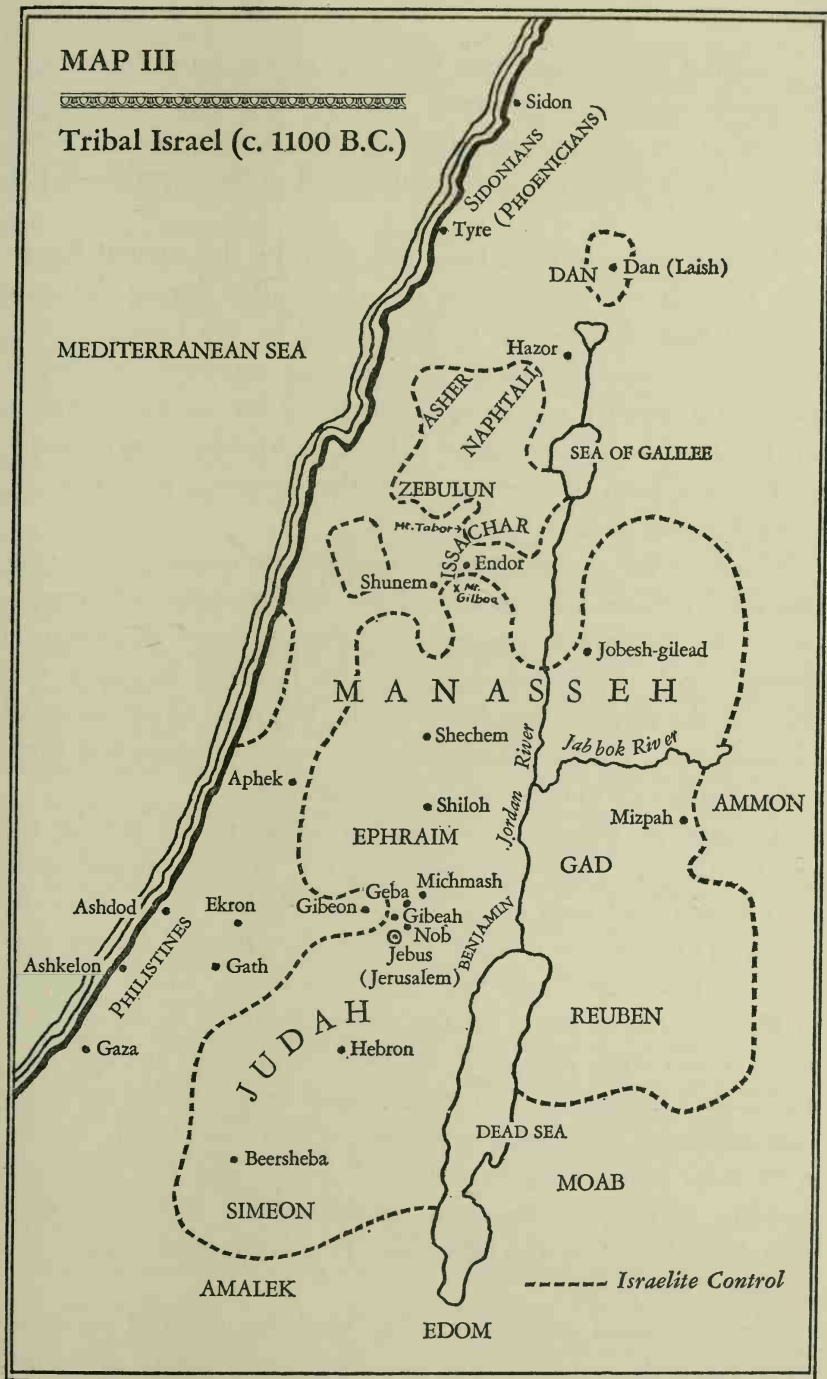 MAP III
Tribal Israel (c. 1100 B.C.)
Sidon
SIDONIANS
(PHOENICIANS)
Tyre
DAN
Dan (Laish)
MEDITERRANEAN SEA
Hazor
ASHER
NAPHTALI
SEA OF GALILEE
ZEBULUN
Mt. Tabor→
ISSACHAR
Endor
Shunem
x Mt.
Gilboa
Jobesh-gilead
MANASSEH
Shechem
Jordan River
Jabbok River
Aphek
Shiloh
Mizpah
AMMON
EPHRAIM
GAD
Geba
Michmash
Ashdod
Ekron
Gibeon
Gibeah
Nob
BENJAMIN
Jebus
(Jerusalem)
Ashkelon
PHILISTINES
Gath
JUDAH
REUBEN
Gaza
Hebron
DEAD SEA
Beersheba
MOAB
SIMEON
AMALEK
Israelite Control
EDOM